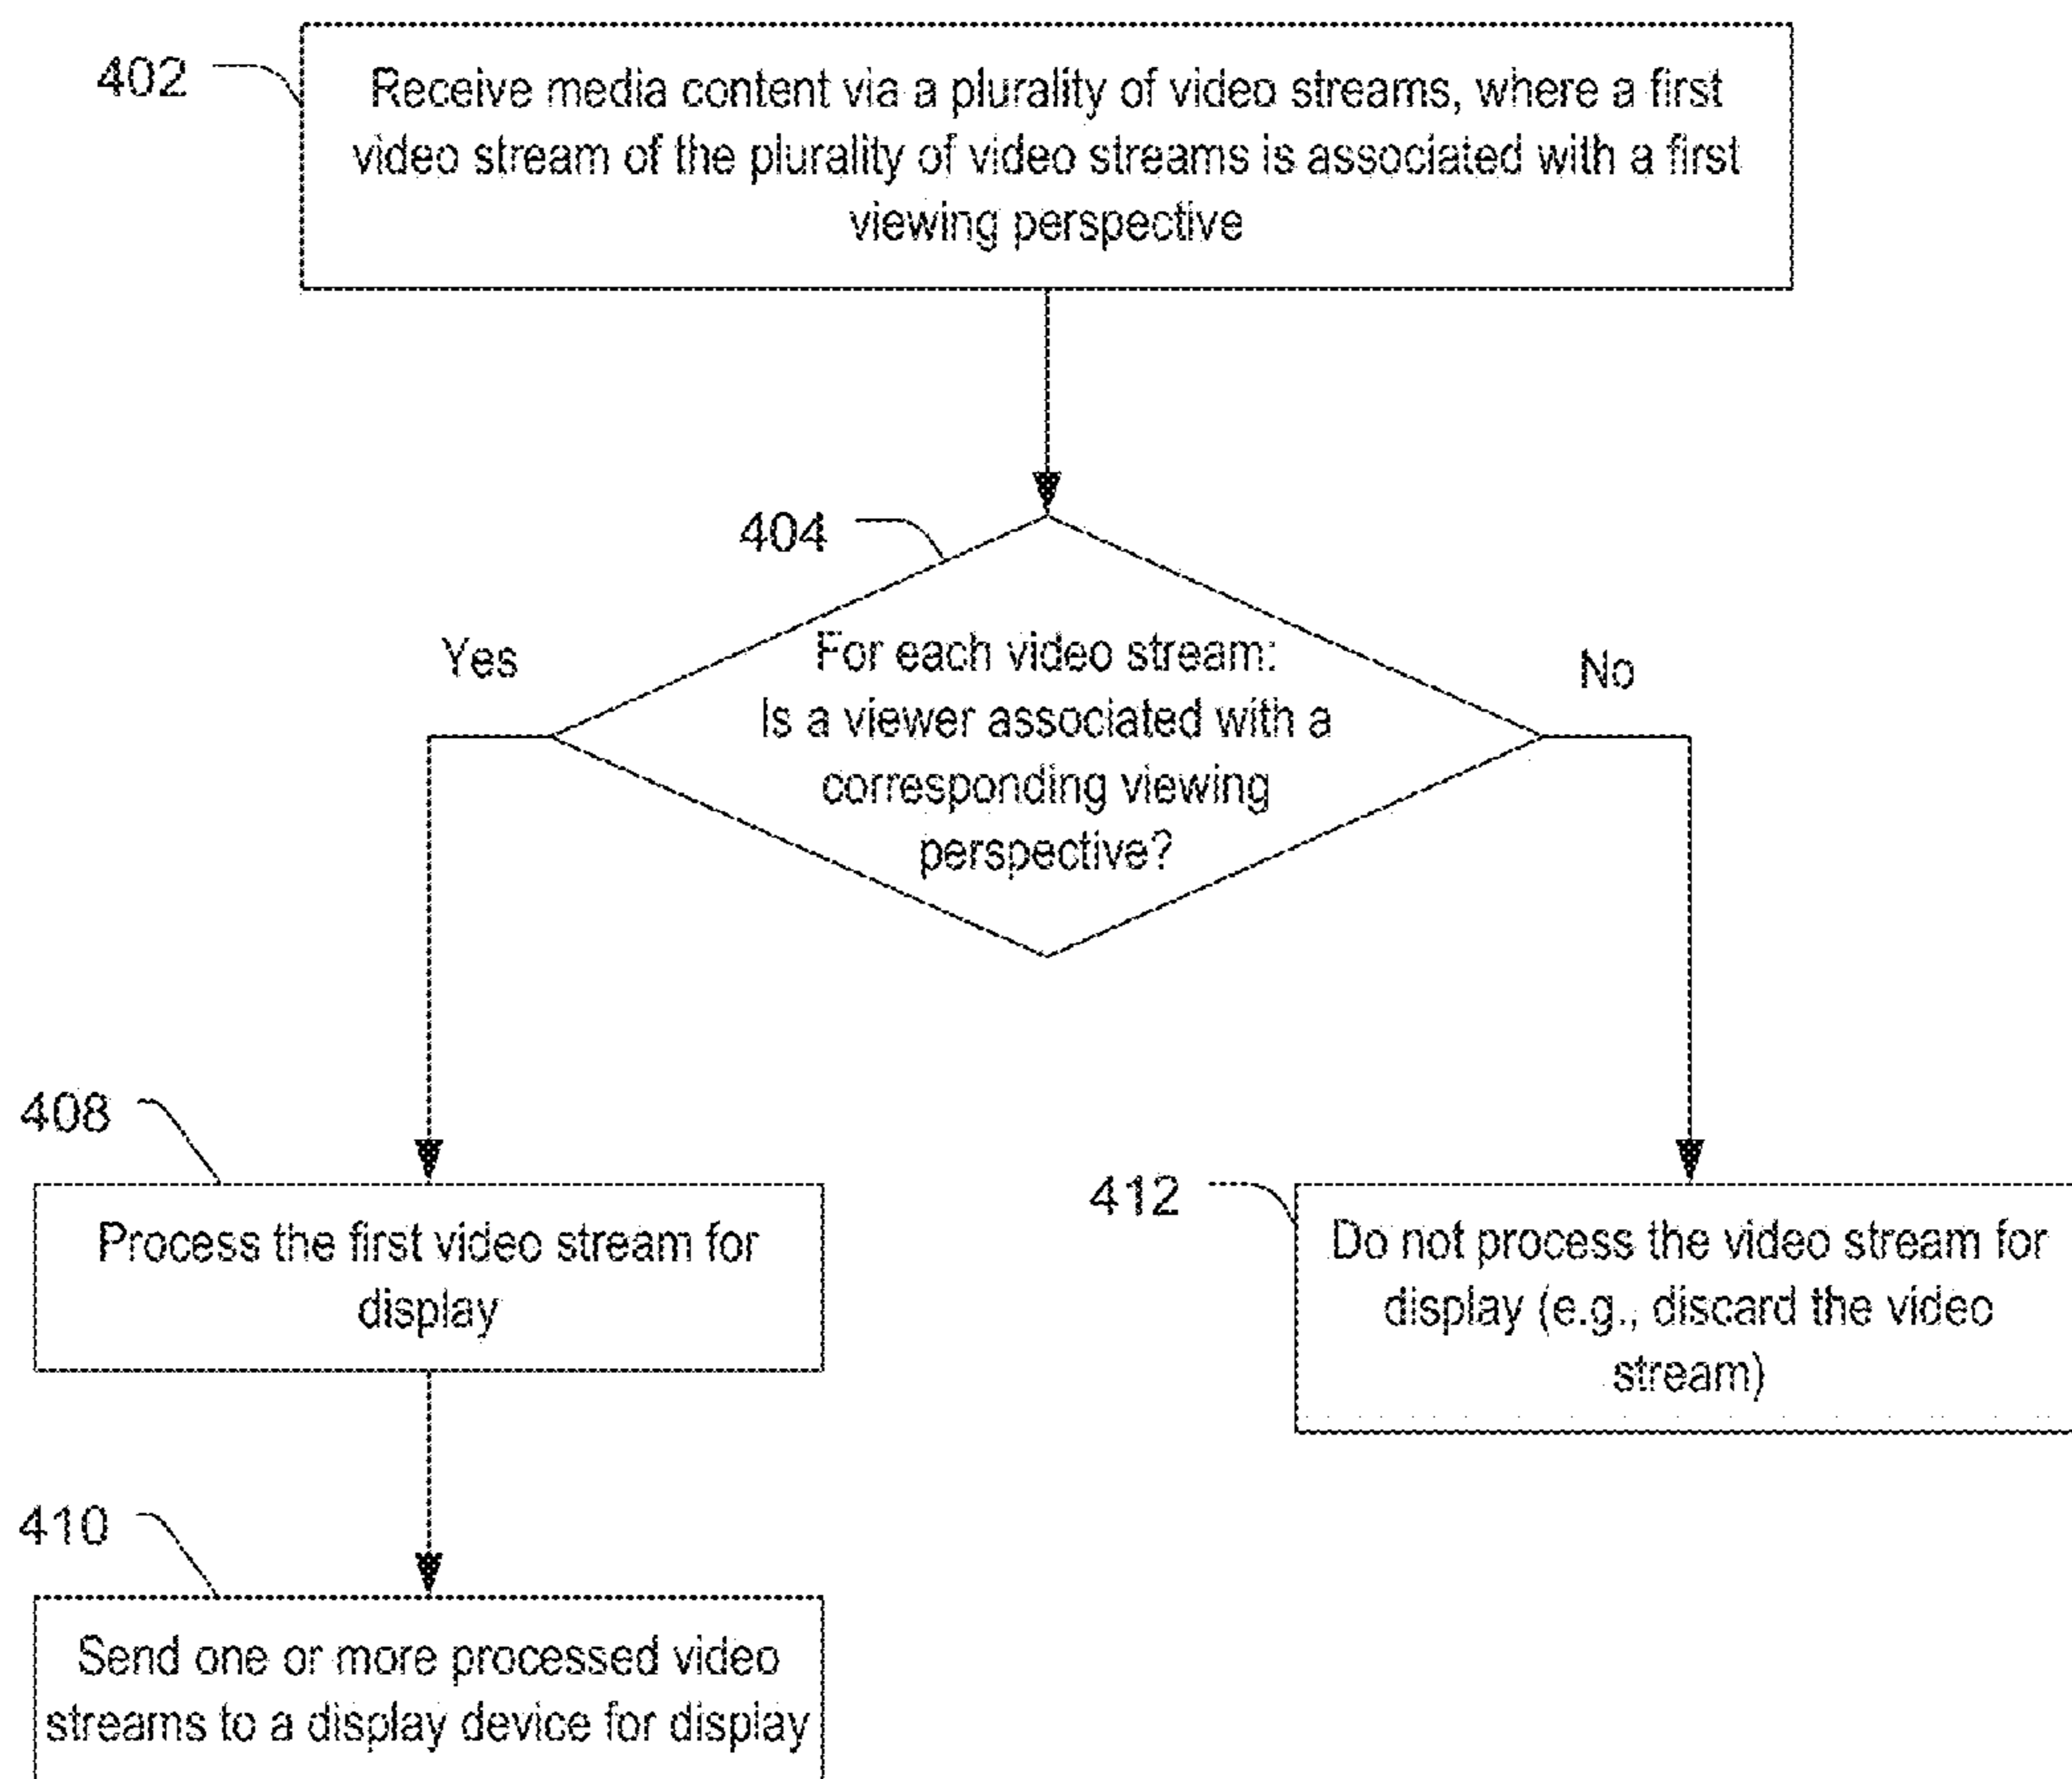 402
Receive media content via a plurality of video streams, where a first
video stream of the plurality of video streams is associated with a first
viewing perspective
404
Yes
No
For each video stream:
Is a viewer associated with a
corresponding viewing
perspective?
408
Process the first video stream for
display
412
Do not process the video stream for
display (e.g., discard the video
stream)
410
Send one or more processed video
streams to a display device for display